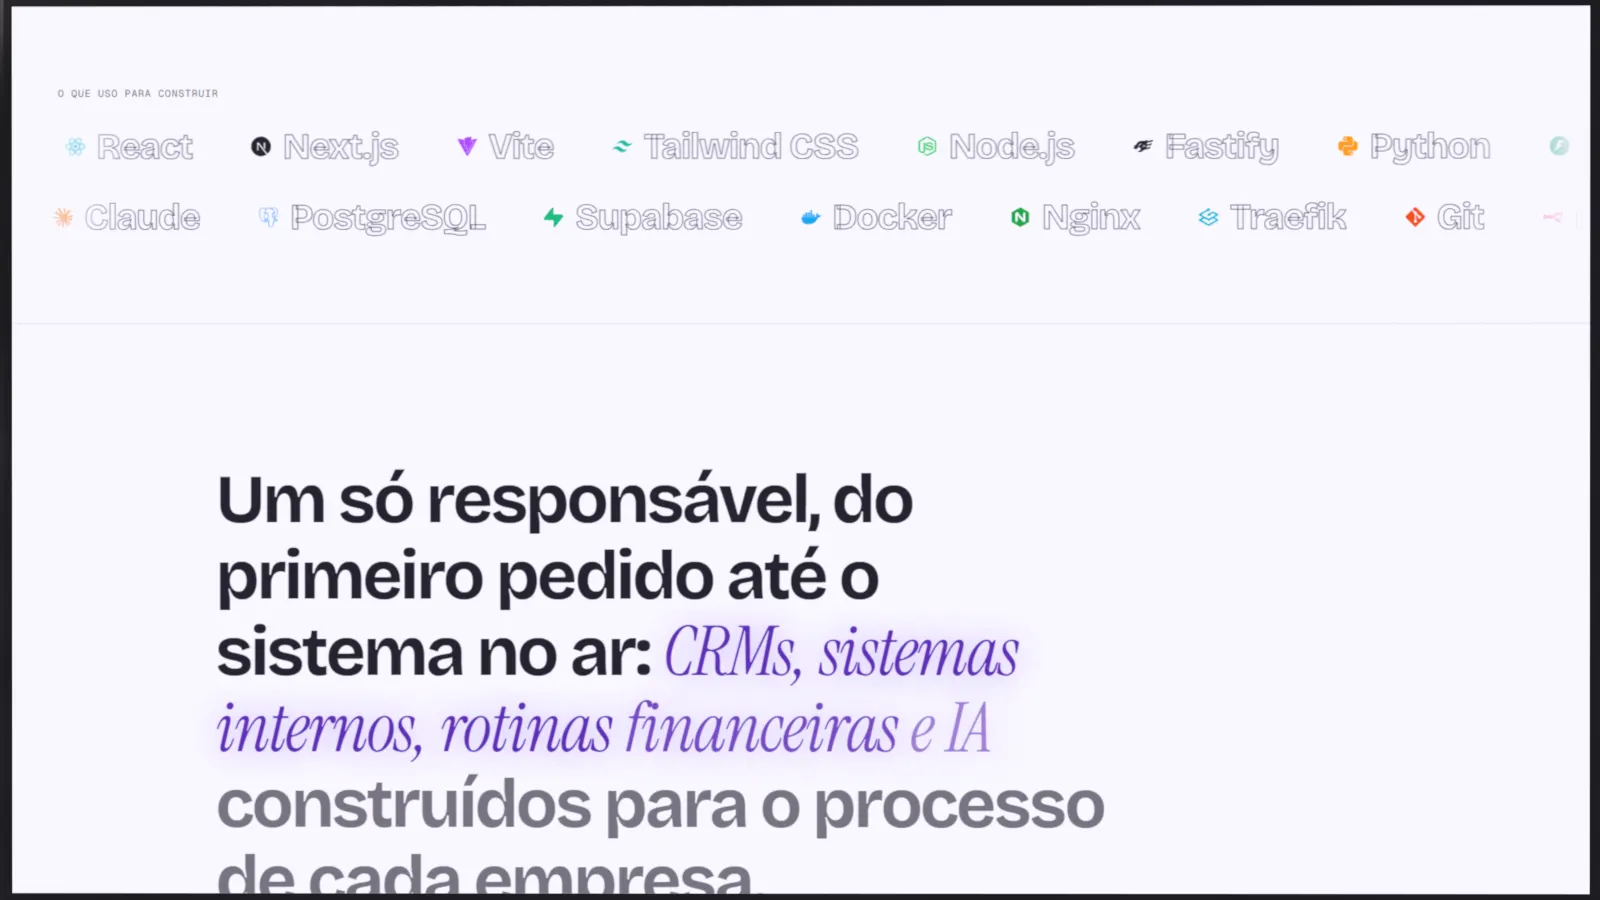 O QUE USO PARA CONSTRUIR
React Next.js Vite Tailwind CSS Node.js Fastify Python
Claude PostgreSQL Supabase Docker Nginx Traefik Git
Um só responsável, do
primeiro pedido até o
sistema no ar: CRMs, sistemas
internos, rotinas financeiras e IA
construídos para o processo
de cada empresa.